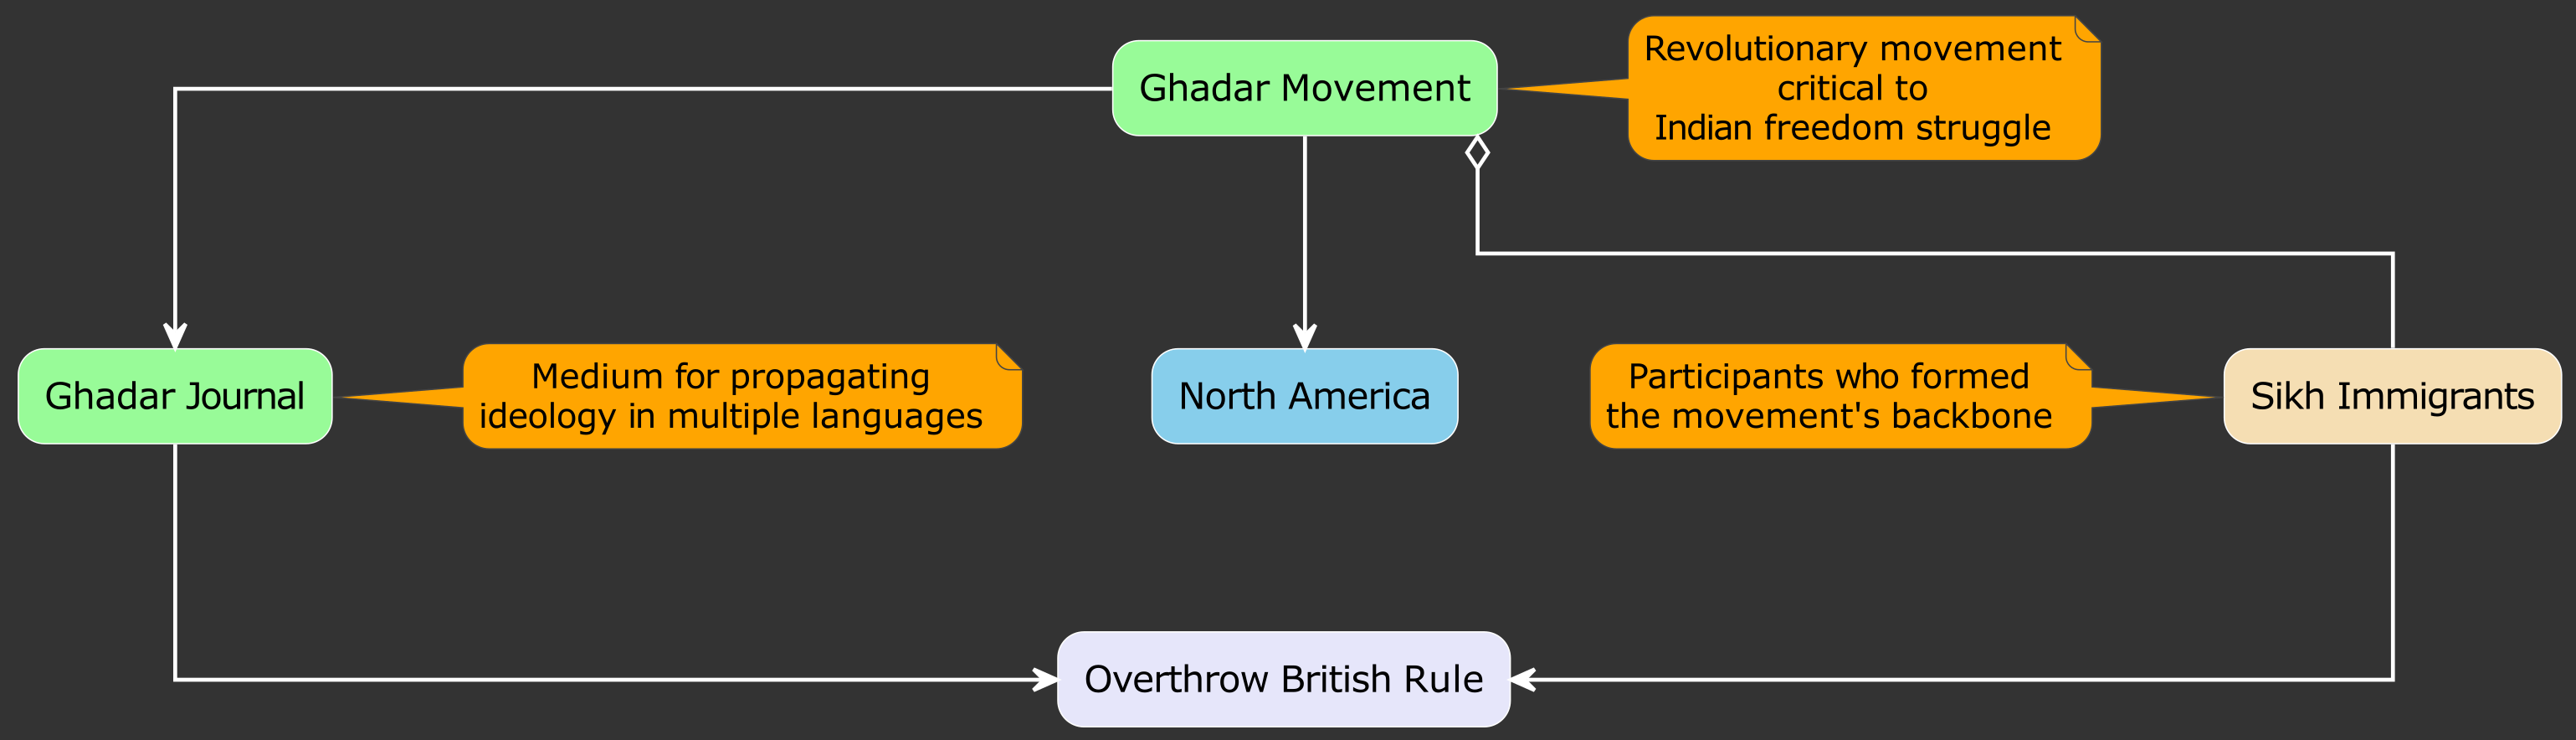 Ghadar Movement
Revolutionary movement
critical to
Indian freedom struggle
Ghadar Journal
Medium for propagating
ideology in multiple languages
North America
Participants who formed
the movement's backbone
Sikh Immigrants
Overthrow British Rule